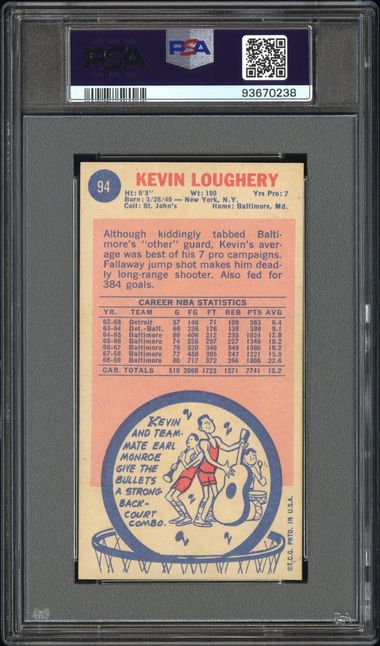 PSA
PSA
PSA
93670238
94
KEVIN LOUGHERY
Ht: 6'3" Wt: 190 Yrs Pro: 7
Born: 3/28/40 — New York, N.Y.
Coll: St. John's Home: Baltimore, Md.
Although kiddingly tabbed Balti-
more's "other" guard, Kevin's aver-
age was best of his 7 pro campaigns.
Fallaway jump shot makes him dead-
ly long-range shooter. Also fed for
384 goals.
CAREER NBA STATISTICS
YR. TEAM G FG FT REB PTS AVG
62-63 Detroit 57 146 71 109 363 6.4
63-64 Det.-Balt. 66 236 126 138 598 9.1
64-65 Baltimore 80 406 212 235 1024 12.8
65-66 Baltimore 74 526 297 227 1349 18.2
66-67 Baltimore 76 520 340 349 1380 18.2
67-68 Baltimore 77 458 305 247 1221 15.9
68-69 Baltimore 80 717 372 266 1806 22.6
CAR. TOTALS 510 3068 1723 1571 7741 15.2
KEVIN
AND TEAM-
MATE EARL
MONROE
GIVE THE
BULLETS
A STRONG
BACK-
COURT
COMBO.
©T.C.G. PRTD. IN U.S.A.